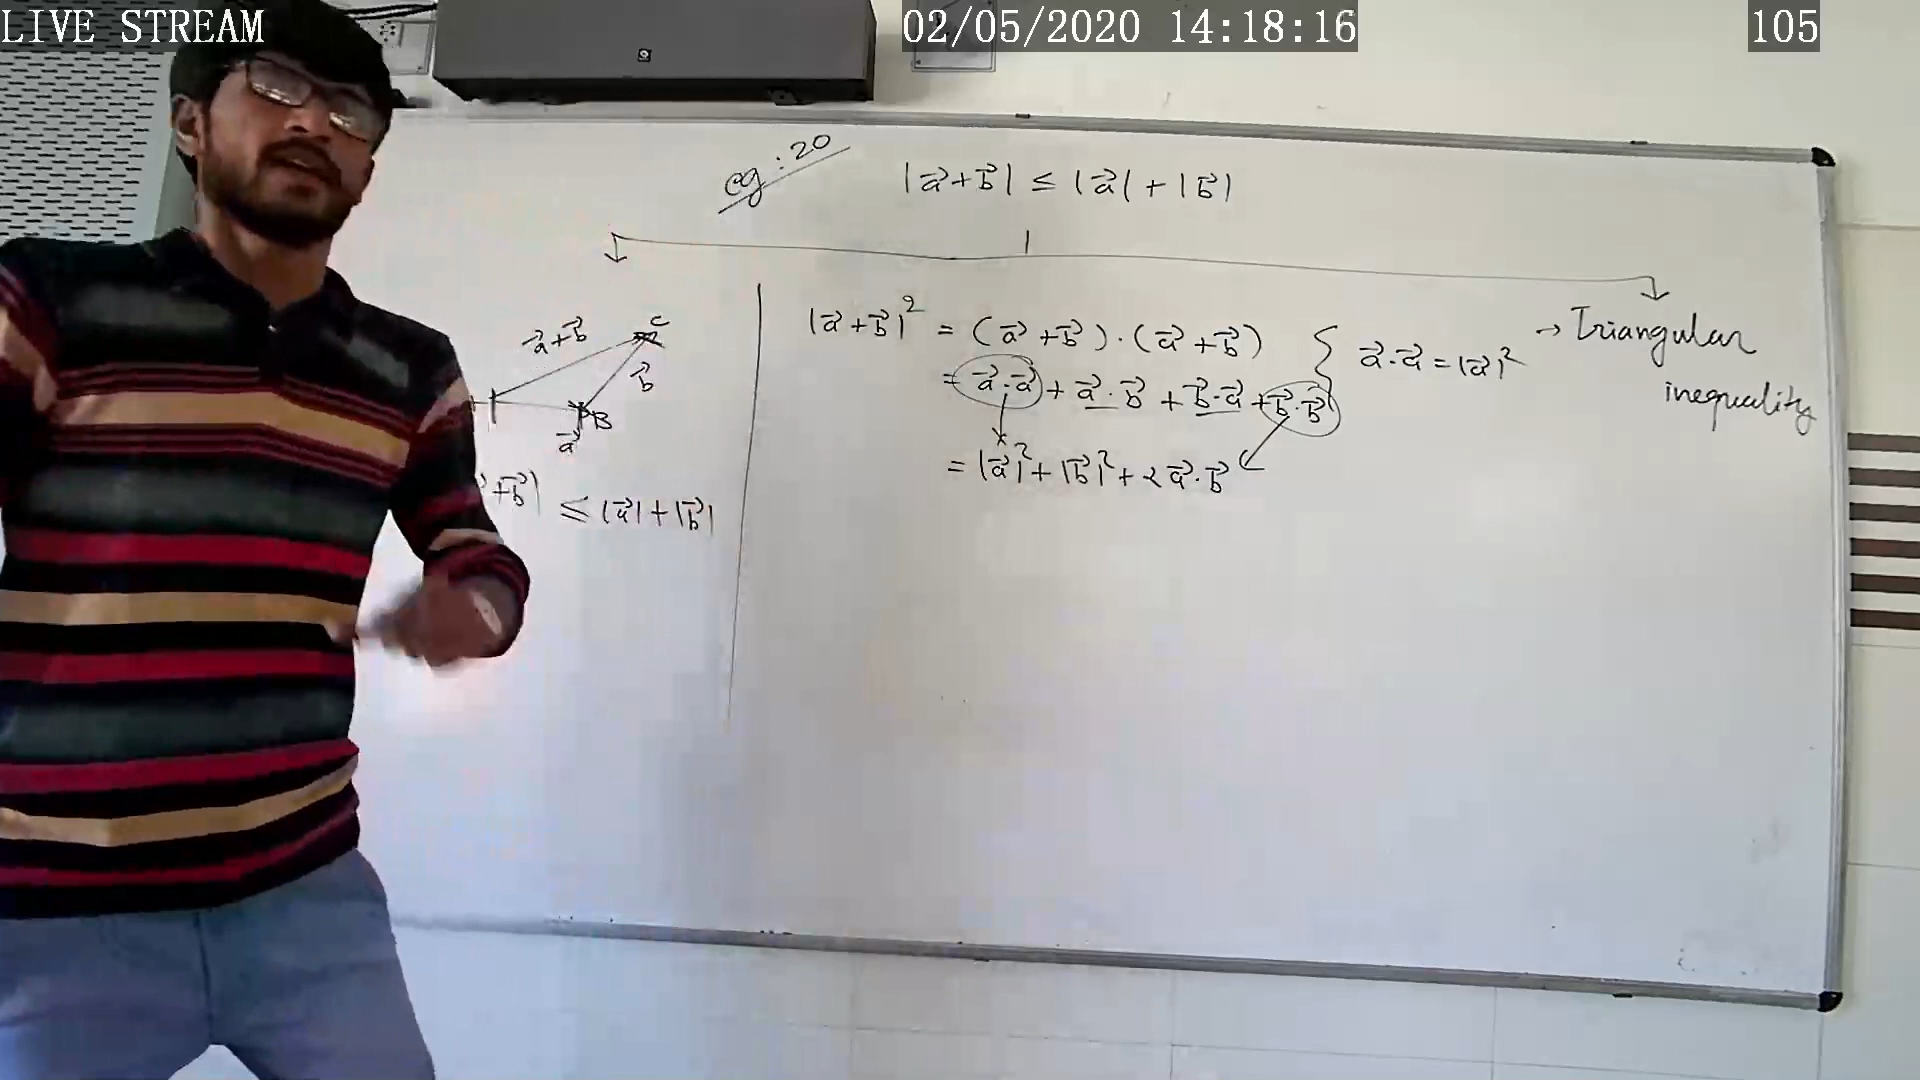 LIVE STREAM
02/05/2020 14:18:16
105
eg: 20
|a⃗+b⃗| ≤ |a⃗| + |b⃗|
a⃗+b⃗
C
b⃗
B
a⃗
+b⃗| ≤ |a⃗| + |b⃗|
|a⃗+b⃗|² = (a⃗+b⃗)·(a⃗+b⃗)
= a⃗·a⃗ + a⃗·b⃗ + b⃗·a⃗ + b⃗·b⃗
= |a⃗|² + |b⃗|² + 2a⃗·b⃗
{ a⃗·a⃗ = |a⃗|²
→ Triangular
inequality